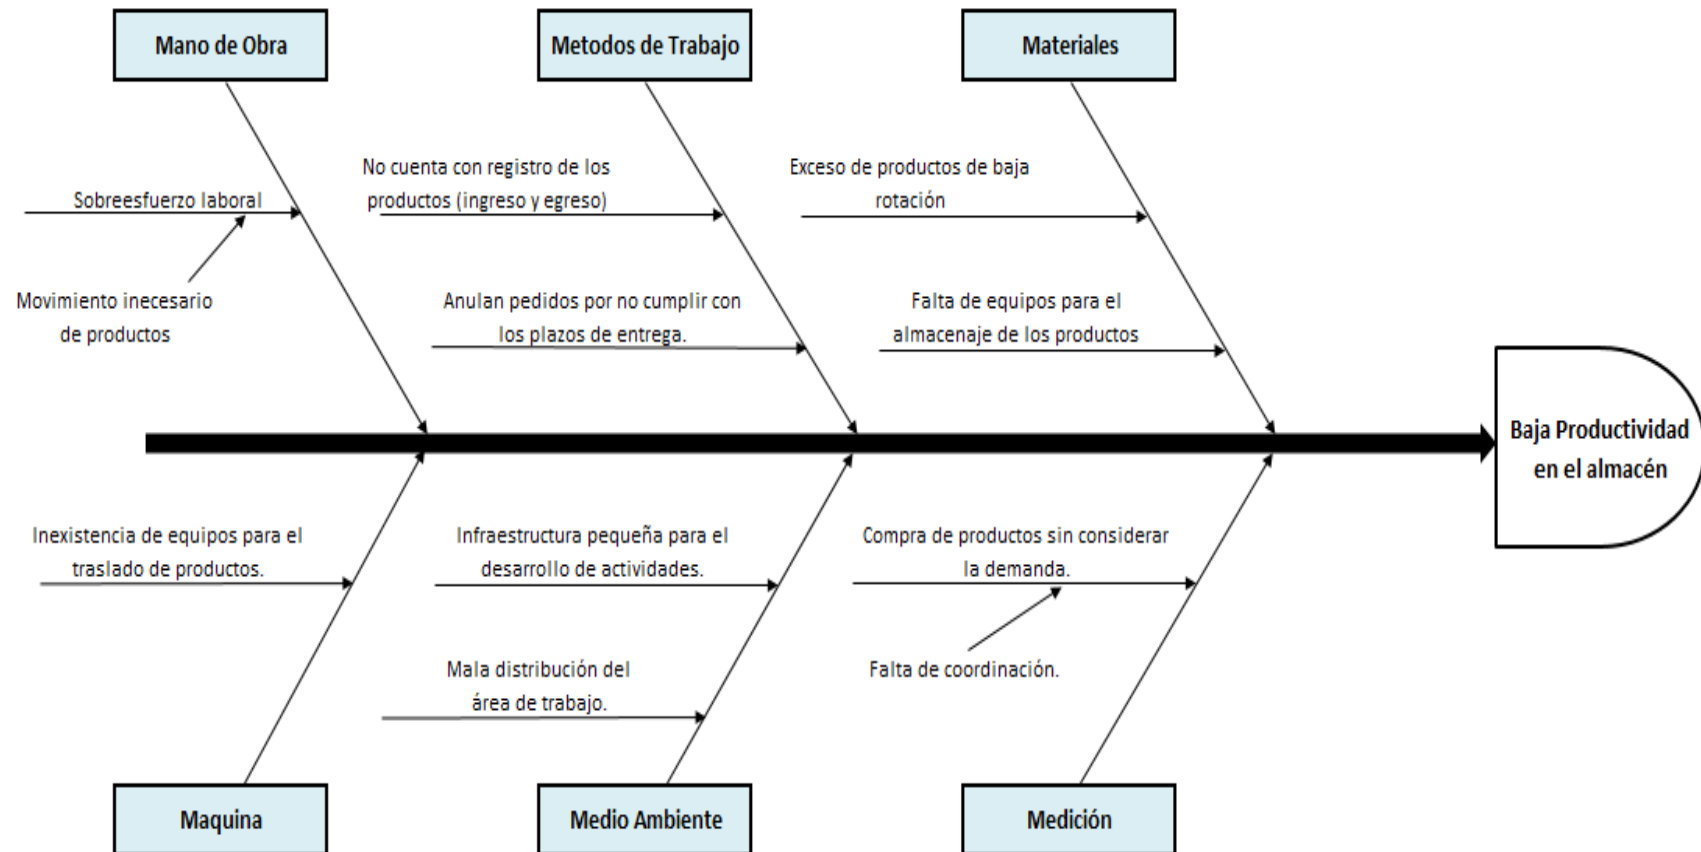 Mano de Obra
Metodos de Trabajo
Materiales
No cuenta con registro de los
productos (ingreso y egreso)
Exceso de productos de baja
rotación
Sobreesfuerzo laboral
Movimiento inecesario
de productos
Anulan pedidos por no cumplir con
los plazos de entrega.
Falta de equipos para el
almacenaje de los productos
Baja Productividad
en el almacén
Inexistencia de equipos para el
traslado de productos.
Infraestructura pequeña para el
desarrollo de actividades.
Compra de productos sin considerar
la demanda.
Mala distribución del
área de trabajo.
Falta de coordinación.
Maquina
Medio Ambiente
Medición